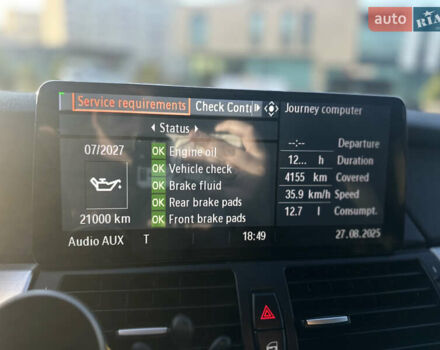 auto RIA
Service requirements Check Cont
Journey computer
Status
07/2027
21000 km
OK Engine oil
OK Vehicle check
OK Brake fluid
OK Rear brake pads
OK Front brake pads
--:-- Departure
12... h Duration
4155 km Covered
35.9 km/h Speed
12.7 l Consumpt.
Audio AUX T 18:49 27.08.2025